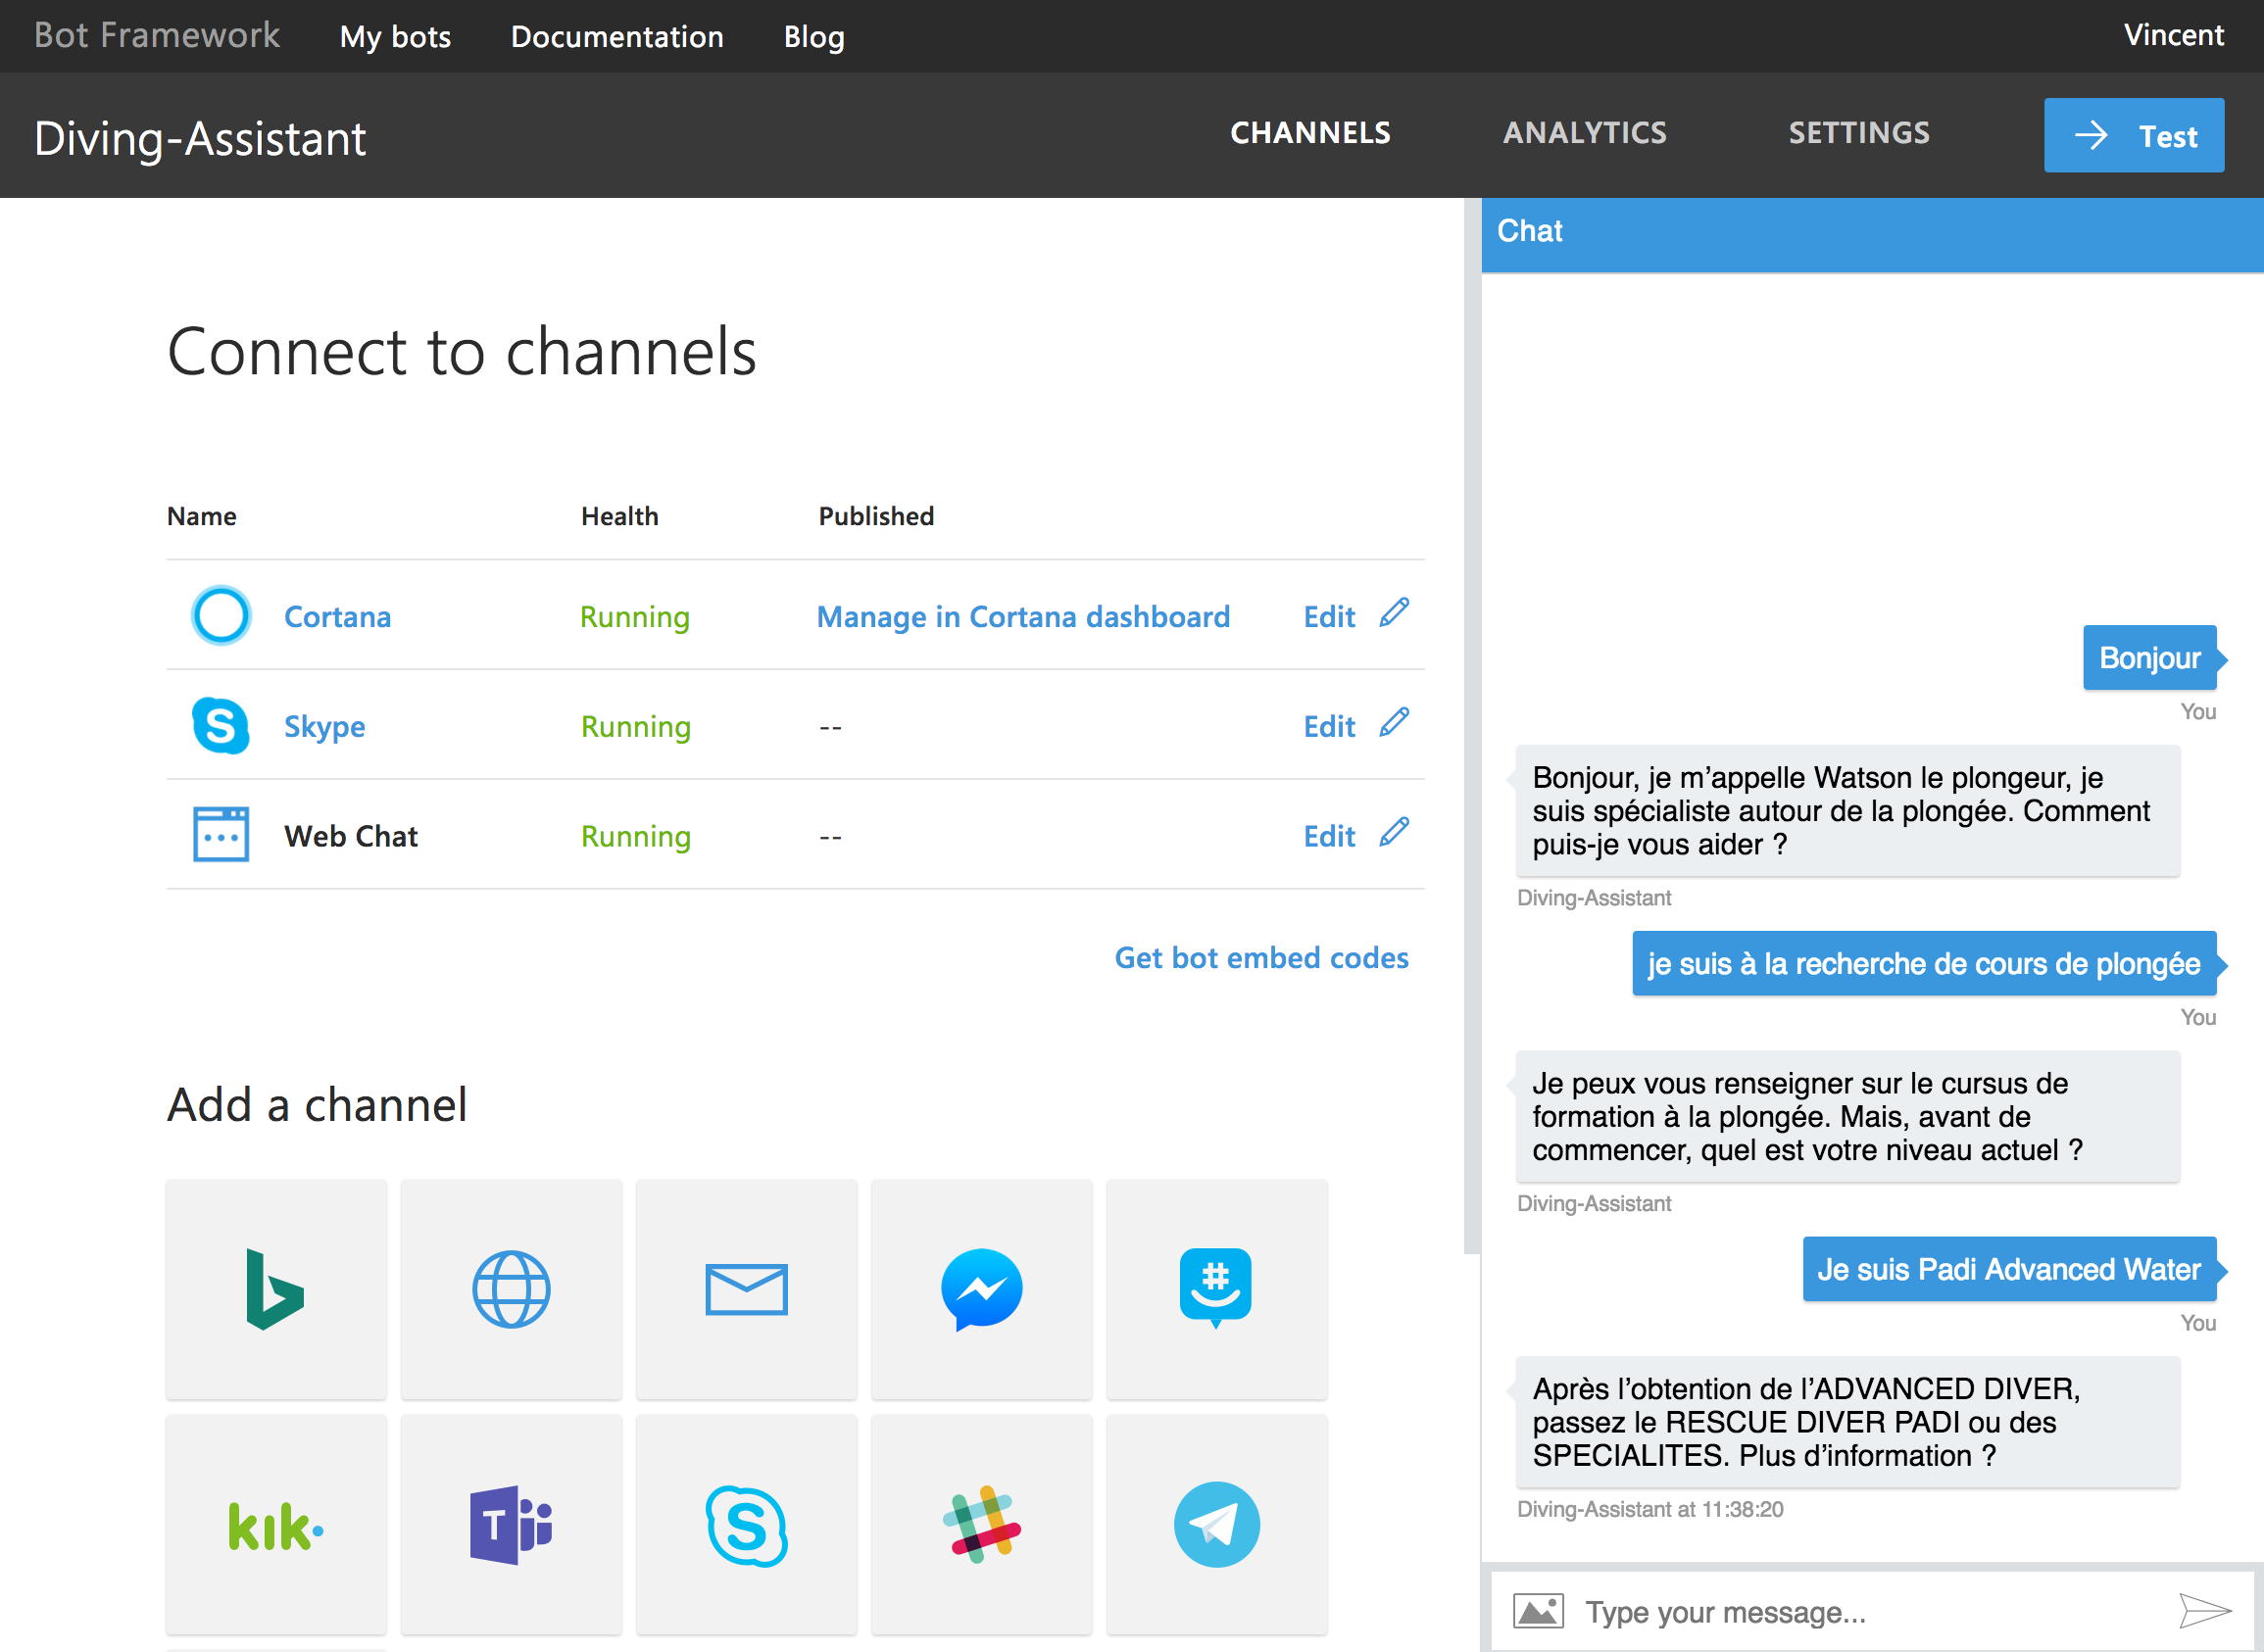 Bot Framework My bots Documentation Blog Vincent
Diving-Assistant CHANNELS ANALYTICS SETTINGS Test
Connect to channels
Name Health Published
Cortana Running Manage in Cortana dashboard Edit
Skype Running -- Edit
Web Chat Running -- Edit
Get bot embed codes
Add a channel
kik.
T
S
Chat
Bonjour
You
Bonjour, je m’appelle Watson le plongeur, je
suis spécialiste autour de la plongée. Comment
puis-je vous aider ?
Diving-Assistant
je suis à la recherche de cours de plongée
You
Je peux vous renseigner sur le cursus de
formation à la plongée. Mais, avant de
commencer, quel est votre niveau actuel ?
Diving-Assistant
Je suis Padi Advanced Water
You
Après l’obtention de l’ADVANCED DIVER,
passez le RESCUE DIVER PADI ou des
SPECIALITES. Plus d’information ?
Diving-Assistant at 11:38:20
Type your message...